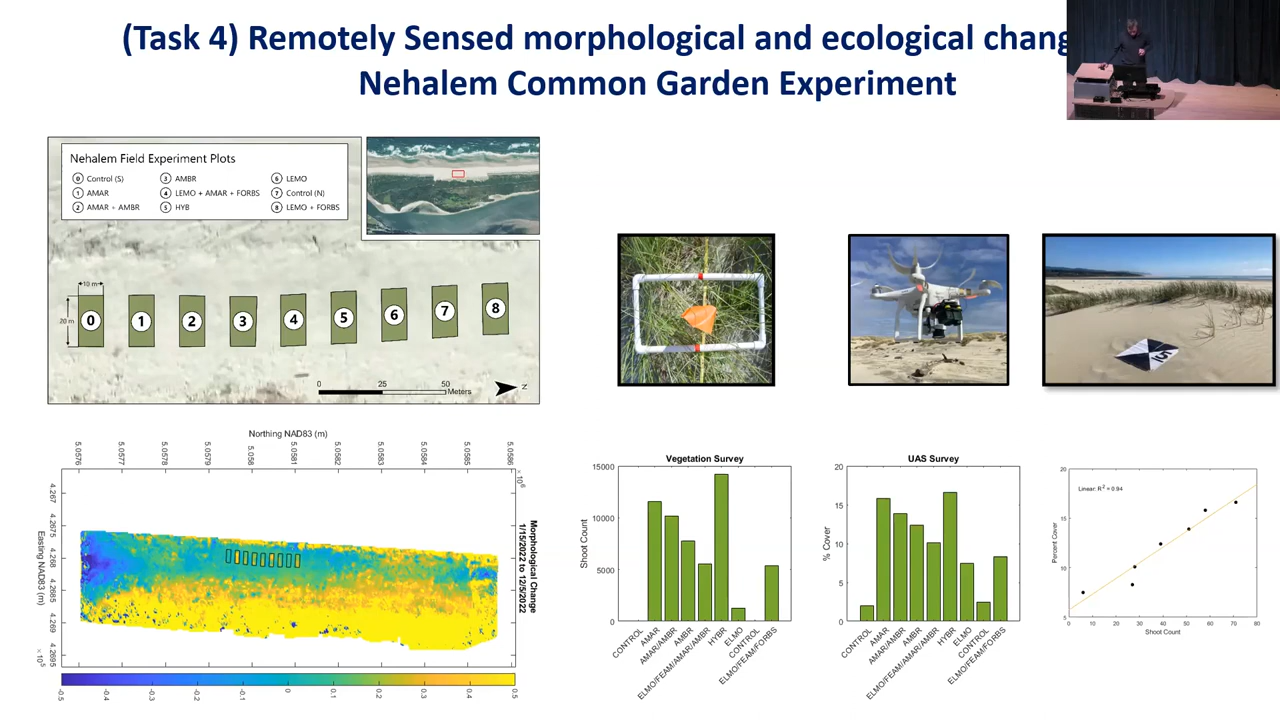 (Task 4) Remotely Sensed morphological and ecological chang
Nehalem Common Garden Experiment
Nehalem Field Experiment Plots
0 Control (S)
1 AMAR
2 AMAR + AMBR
3 AMBR
4 LEMO + AMAR + FORBS
5 HYB
6 LEMO
7 Control (N)
8 LEMO + FORBS
10 m
20 m
0 1 2 3 4 5 6 7 8
0 25 50
Meters
N
15
Northing NAD83 (m)
5.0576 5.0577 5.0578 5.0579 5.058 5.0581 5.0582 5.0583 5.0584 5.0585 5.0586
×10⁶
4.267
4.2675
4.268
4.2685
4.269
4.2695
×10⁵
Easting NAD83 (m)
Morphological Change
1/15/2022 to 12/5/2022
-0.5 -0.4 -0.3 -0.2 -0.1 0 0.1 0.2 0.3 0.4 0.5
Vegetation Survey
Shoot Count
15000
10000
5000
0
CONTROL
AMAR
AMAR/AMBR
AMBR
ELMO/FEAM/AMAR/AMBR
HYBR
ELMO
CONTROL
ELMO/FEAM/FORBS
UAS Survey
% Cover
20
15
10
5
0
CONTROL
AMAR
AMAR/AMBR
AMBR
ELMO/FEAM/AMAR/AMBR
HYBR
ELMO
CONTROL
ELMO/FEAM/FORBS
Linear: R² = 0.94
Percent Cover
20
15
10
5
0 10 20 30 40 50 60 70 80
Shoot Count